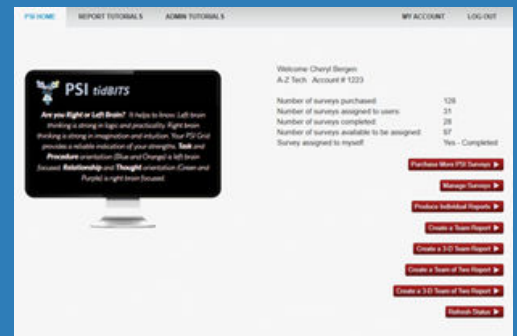 PSI HOME REPORT TUTORIALS ADMIN TUTORIALS MY ACCOUNT LOG OUT
Welcome Cheryl Bergen
A-Z Tech Account # 1223
PSI tidBITS
Are you Right or Left Brain? It helps to know. Left brain
thinking is strong in logic and practicality. Right brain
thinking is strong in imagination and intuition. Your PSI Grid
provides a reliable indication of your strengths. Task and
Procedure orientation (Blue and Orange) is left brain
focused. Relationship and Thought orientation (Green and
Purple) is right brain focused.
Number of surveys purchased: 128
Number of surveys assigned to users: 31
Number of surveys completed: 28
Number of surveys available to be assigned: 97
Survey assigned to myself: Yes - Completed
Purchase More PSI Surveys
Manage Surveys
Produce Individual Reports
Create a Team Report
Create a 3-D Team Report
Create a Team of Two Report
Create a 3-D Team of Two Report
Refresh Status